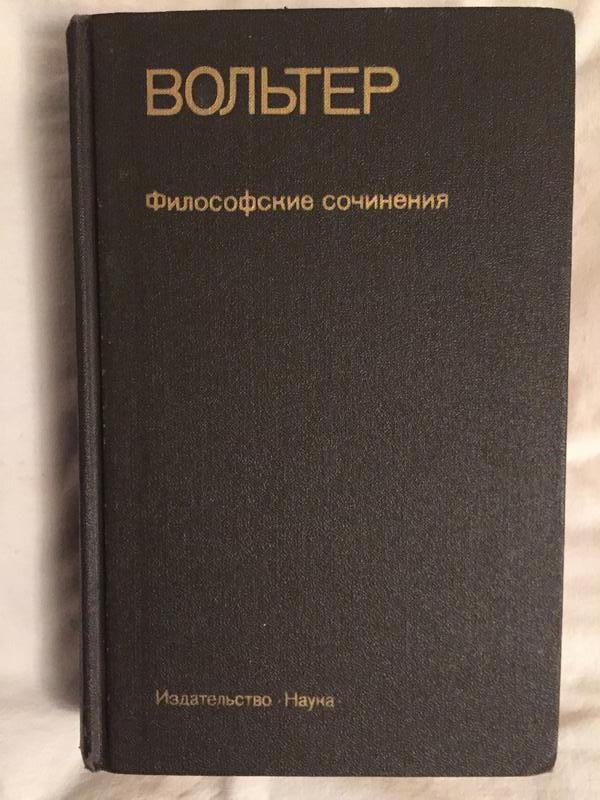 ВОЛЬТЕР
Философские сочинения
Издательство · Наука ·